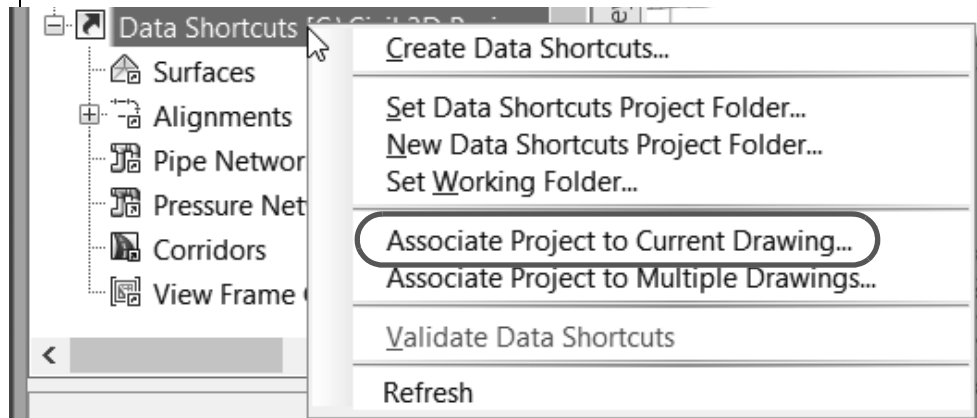 Data Shortcuts
Surfaces
Alignments
Pipe Networ
Pressure Net
Corridors
View Frame
Create Data Shortcuts...
Set Data Shortcuts Project Folder...
New Data Shortcuts Project Folder...
Set Working Folder...
Associate Project to Current Drawing...
Associate Project to Multiple Drawings...
Validate Data Shortcuts
Refresh